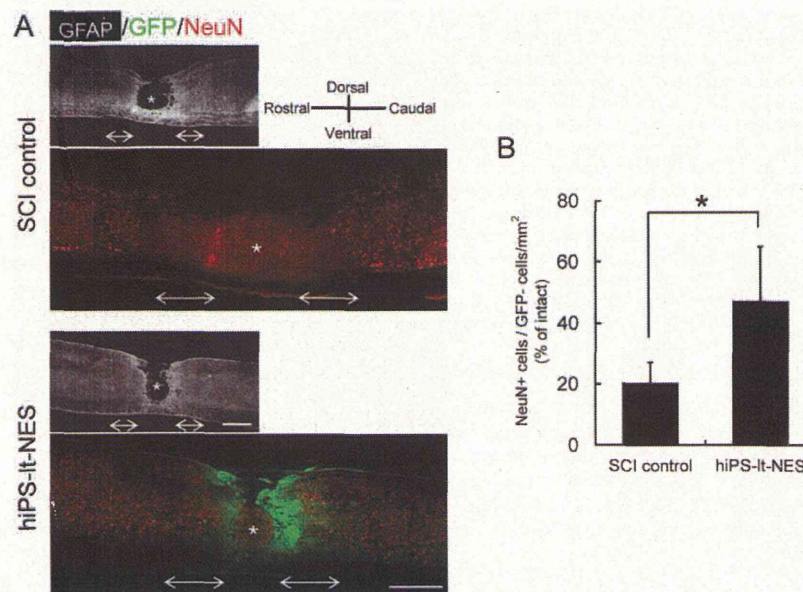 A
GFAP/GFP/NeuN
Dorsal
Rostral Caudal
Ventral
SCI control
*
*
hiPS-lt-NES
*
*
B
NeuN+ cells / GFP- cells/mm²
(% of intact)
80
60
40
20
0
*
SCI control hiPS-lt-NES